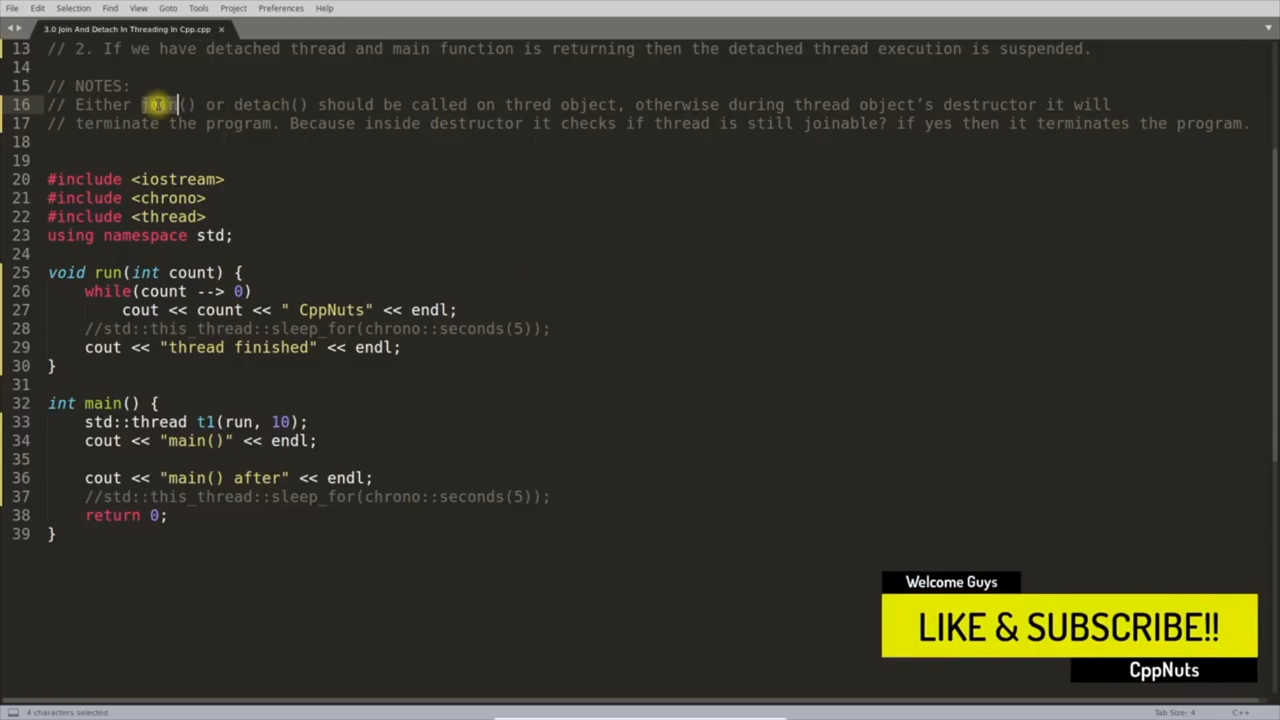 File Edit Selection Find View Goto Tools Project Preferences Help
3.0 Join And Detach In Threading In Cpp.cpp ×
13 // 2. If we have detached thread and main function is returning then the detached thread execution is suspended.
14
15 // NOTES:
16 // Either join() or detach() should be called on thred object, otherwise during thread object’s destructor it will
17 // terminate the program. Because inside destructor it checks if thread is still joinable? if yes then it terminates the program.
18
19
20 #include <iostream>
21 #include <chrono>
22 #include <thread>
23 using namespace std;
24
25 void run(int count) {
26     while(count --> 0)
27         cout << count << " CppNuts" << endl;
28     //std::this_thread::sleep_for(chrono::seconds(5));
29     cout << "thread finished" << endl;
30 }
31
32 int main() {
33     std::thread t1(run, 10);
34     cout << "main()" << endl;
35
36     cout << "main() after" << endl;
37     //std::this_thread::sleep_for(chrono::seconds(5));
38     return 0;
39 }
Welcome Guys
LIKE & SUBSCRIBE!!
CppNuts
4 characters selected Tab Size: 4 C++